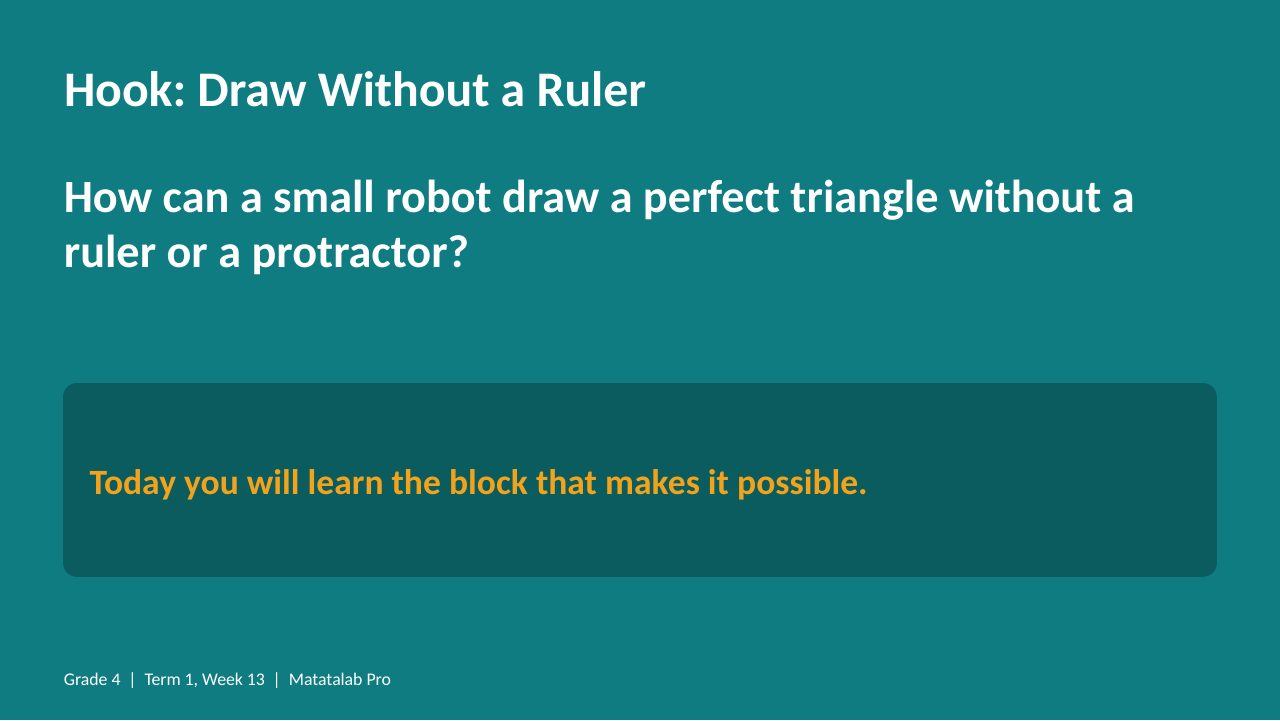 Hook: Draw Without a Ruler
How can a small robot draw a perfect triangle without a
ruler or a protractor?
Today you will learn the block that makes it possible.
Grade 4 | Term 1, Week 13 | Matatalab Pro